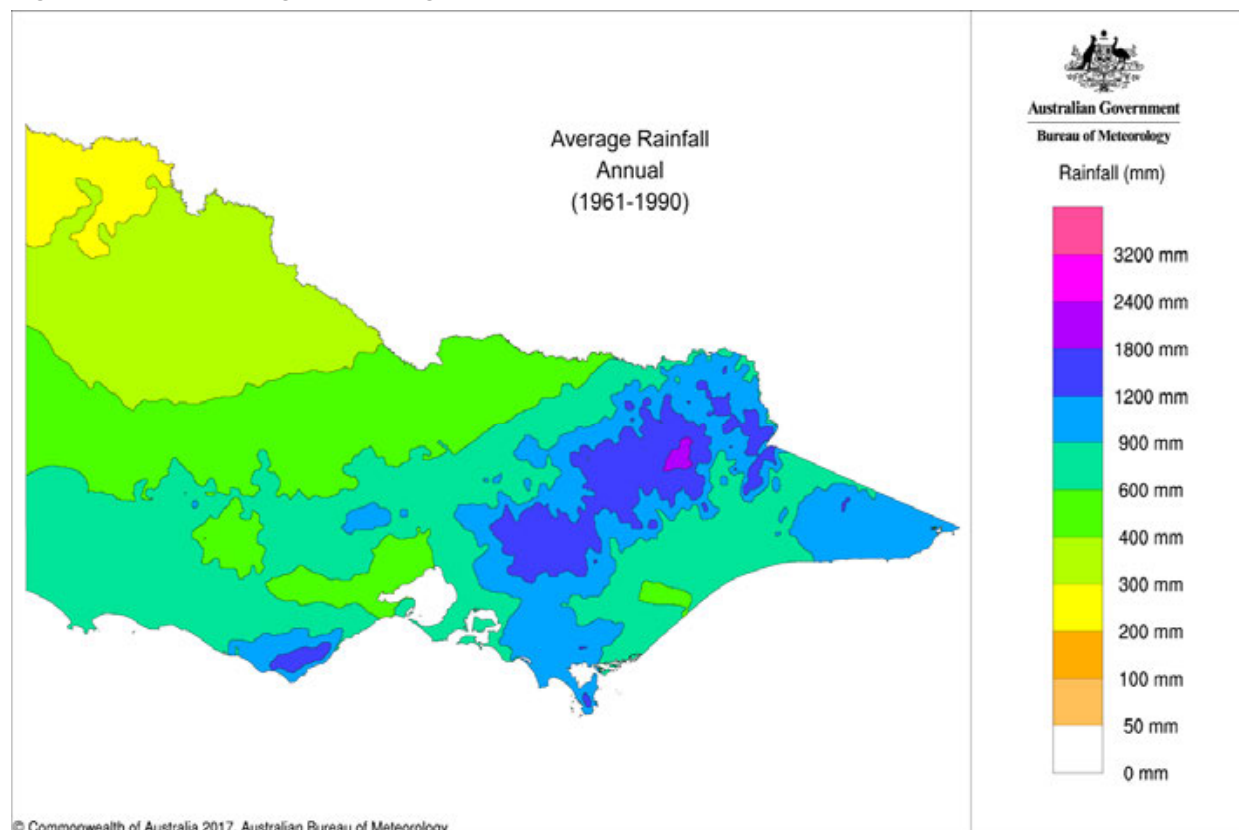 Average Rainfall
Annual
(1961-1990)
Australian Government
Bureau of Meteorology
Rainfall (mm)
3200 mm
2400 mm
1800 mm
1200 mm
900 mm
600 mm
400 mm
300 mm
200 mm
100 mm
50 mm
0 mm
© Commonwealth of Australia 2017, Australian Bureau of Meteorology